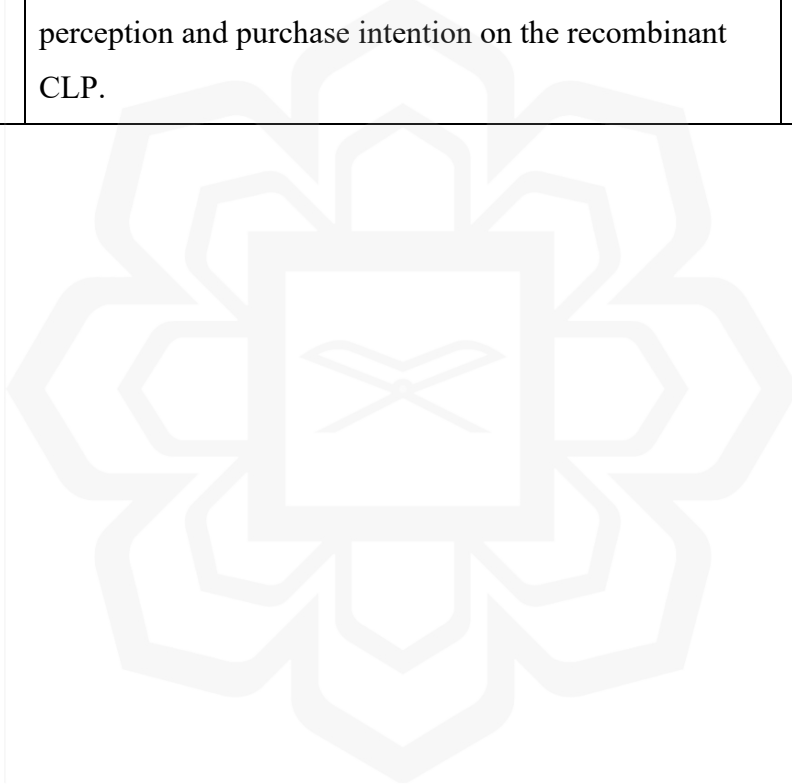 perception and purchase intention on the recombinant
CLP.